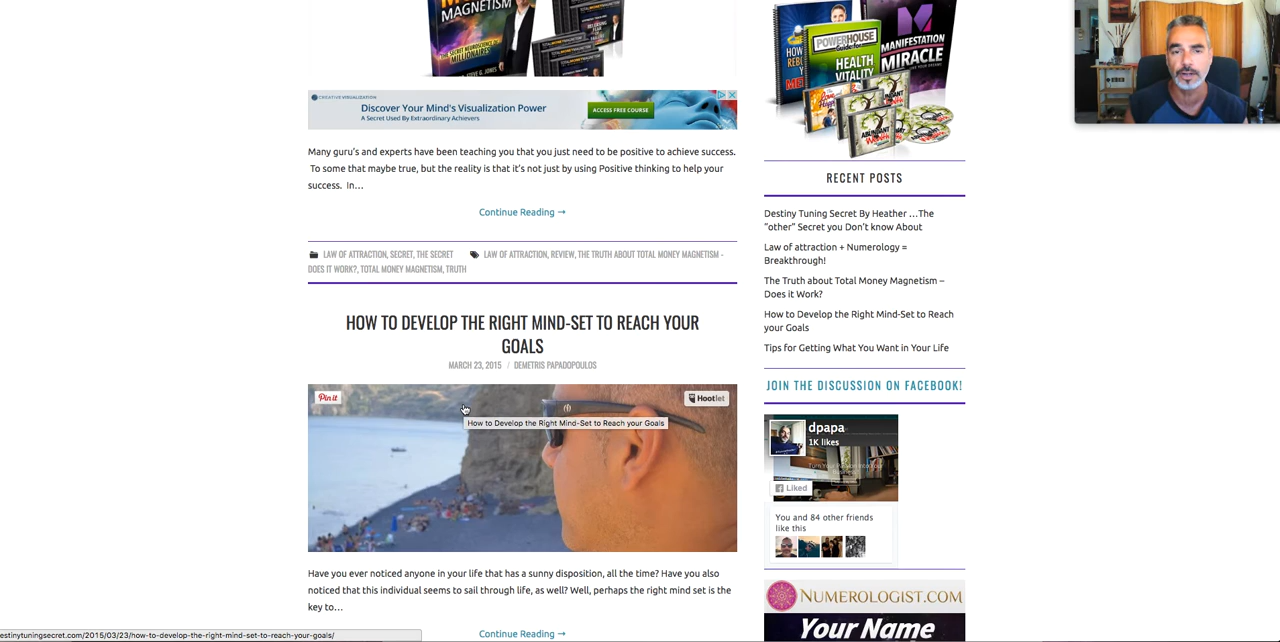 MAGNETISM
THE SECRET NEUROSCIENCE OF
MILLIONAIRES
CREATIVE VISUALIZATION
Discover Your Mind's Visualization Power
A Secret Used By Extraordinary Achievers
ACCESS FREE COURSE
Many guru's and experts have been teaching you that you just need to be positive to achieve success.
To some that maybe true, but the reality is that it's not just by using Positive thinking to help your
success. In…
Continue Reading →
LAW OF ATTRACTION, SECRET, THE SECRET
LAW OF ATTRACTION, REVIEW, THE TRUTH ABOUT TOTAL MONEY MAGNETISM -
DOES IT WORK?, TOTAL MONEY MAGNETISM, TRUTH
HOW TO DEVELOP THE RIGHT MIND-SET TO REACH YOUR
GOALS
MARCH 23, 2015 / DEMETRIS PAPADOPOULOS
Pin it
Hootlet
How to Develop the Right Mind-Set to Reach your Goals
Have you ever noticed anyone in your life that has a sunny disposition, all the time? Have you also
noticed that this individual seems to sail through life, as well? Well, perhaps the right mind set is the
key to…
Continue Reading →
estinytuningsecret.com/2015/03/23/how-to-develop-the-right-mind-set-to-reach-your-goals/
POWERHOUSE
HEALTH
VITALITY
MANIFESTATION
MIRACLE
ABUNDANT
RECENT POSTS
Destiny Tuning Secret By Heather …The
"other" Secret you Don't know About
Law of attraction + Numerology =
Breakthrough!
The Truth about Total Money Magnetism –
Does it Work?
How to Develop the Right Mind-Set to Reach
your Goals
Tips for Getting What You Want in Your Life
JOIN THE DISCUSSION ON FACEBOOK!
dpapa
1K likes
Liked
You and 84 other friends
like this
NUMEROLOGIST.COM
Your Name